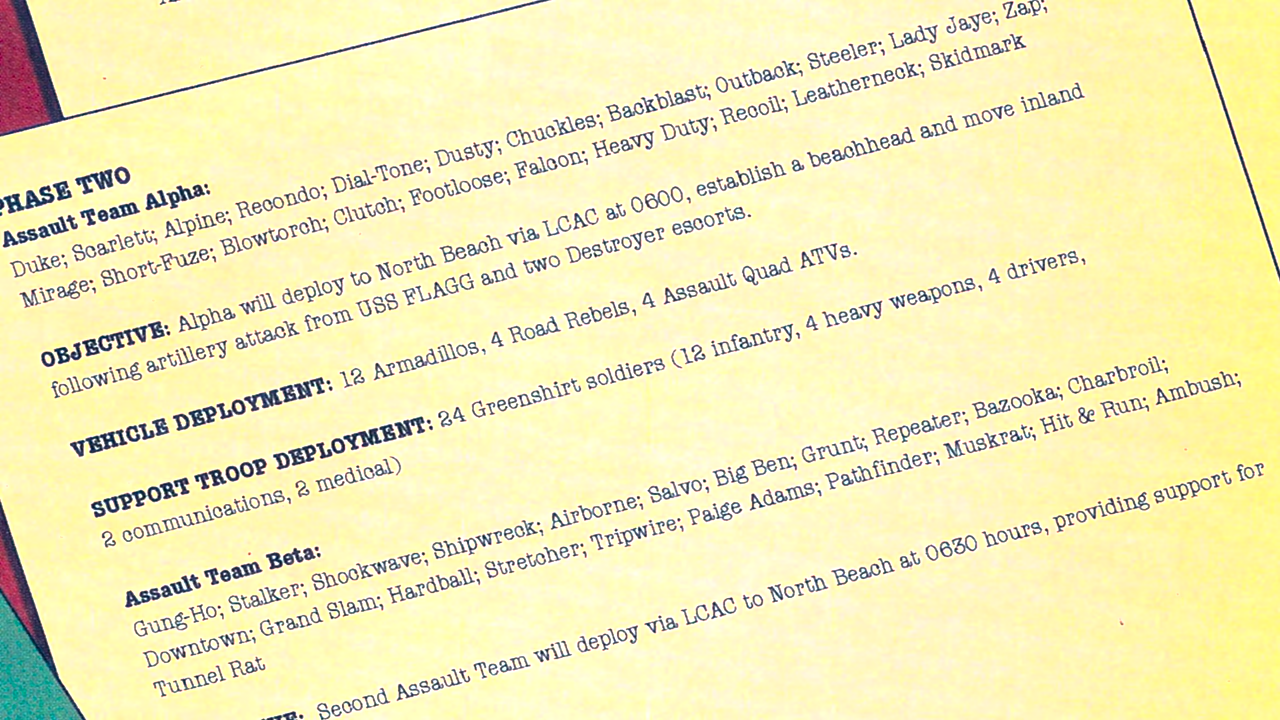 PHASE TWO
Assault Team Alpha:
Duke; Scarlett; Alpine; Recondo; Dial-Tone; Dusty; Chuckles; Backblast; Outback; Steeler; Lady Jaye; Zap;
Mirage; Short-Fuze; Blowtorch; Clutch; Footloose; Falcon; Heavy Duty; Recoil; Leatherneck; Skidmark
OBJECTIVE: Alpha will deploy to North Beach via LCAC at 0600, establish a beachhead and move inland
following artillery attack from USS FLAGG and two Destroyer escorts.
VEHICLE DEPLOYMENT: 12 Armadillos, 4 Road Rebels, 4 Assault Quad ATVs.
SUPPORT TROOP DEPLOYMENT: 24 Greenshirt soldiers (12 infantry, 4 heavy weapons, 4 drivers,
2 communications, 2 medical)
Assault Team Beta:
Gung-Ho; Stalker; Shockwave; Shipwreck; Airborne; Salvo; Big Ben; Grunt; Repeater; Bazooka; Charbroil;
Downtown; Grand Slam; Hardball; Stretcher; Tripwire; Paige Adams; Pathfinder; Muskrat; Hit & Run; Ambush;
Tunnel Rat
Second Assault Team will deploy via LCAC to North Beach at 0630 hours, providing support for